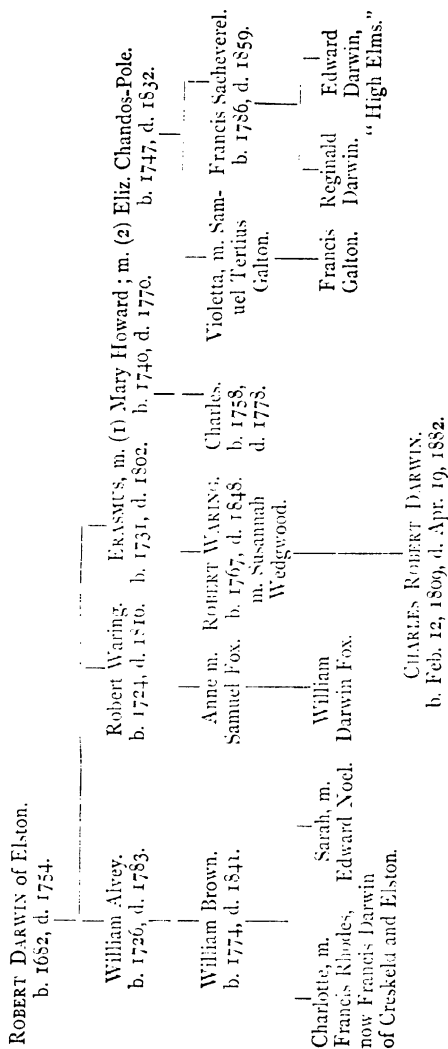 ROBERT DARWIN of Elston.
b. 1682, d. 1754.
William Alvey.
b. 1726, d. 1783.
Robert Waring.
b. 1724, d. 1810.
ERASMUS, m. (1) Mary Howard; m. (2) Eliz. Chandos-Pole.
b. 1731, d. 1802.
b. 1740, d. 1770.
b. 1747, d. 1832.
William Brown.
b. 1774, d. 1841.
Anne m.
Samuel Fox.
ROBERT WARING.
b. 1767, d. 1848.
m. Susannah
Wedgwood.
Charles.
b. 1758,
d. 1778.
Violetta, m. Sam-
uel Tertius
Galton.
Francis Sacheverel.
b. 1786, d. 1859.
Charlotte, m.
Francis Rhodes,
now Francis Darwin
of Creskeld and Elston.
Sarah, m.
Edward Noel.
William
Darwin Fox.
Francis
Galton.
Reginald
Darwin.
Edward
Darwin,
"High Elms."
CHARLES ROBERT DARWIN.
b. Feb. 12, 1809, d. Apr. 19, 1882.